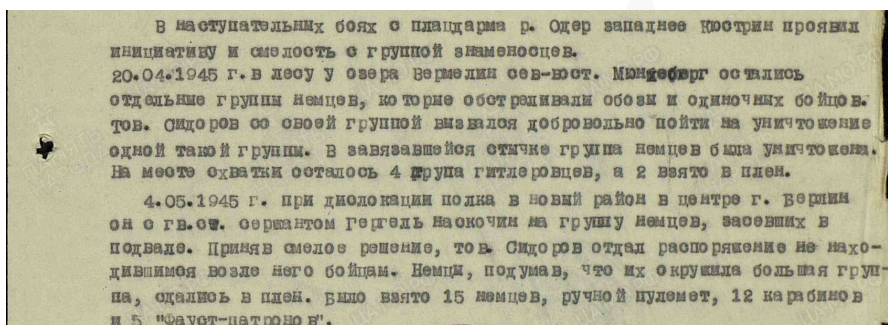 В наступательных боях с плацдарма р. Одер западнее Кюстрин проявил
инициативу и смелость с группой знаменосцев.
20.04.1945 г. в лесу у озера Вермелин сев-вост. Мюнхеберг остались
отдельные группы немцев, которые обстреливали обозы и одиночных бойцов.
тов. Сидоров со своей группой вызвался добровольно пойти на уничтожение
одной такой группы. В завязавшейся стычке группа немцев была уничтожена.
На месте схватки осталось 4 трупа гитлеровцев, а 2 взято в плен.
4.05.1945 г. при дислокации полка в новый район в центре г. Берлин
он с гв.ст. сержантом Гергель наскочил на группу немцев, засевших в
подвале. Приняв смелое решение, тов. Сидоров отдал распоряжение не нахо-
дившимся возле него бойцам. Немцы, подумав, что их окружила большая груп-
па, сдались в плен. Было взято 15 немцев, ручной пулемет, 12 карабинов
и 5 "Фауст-патронов".